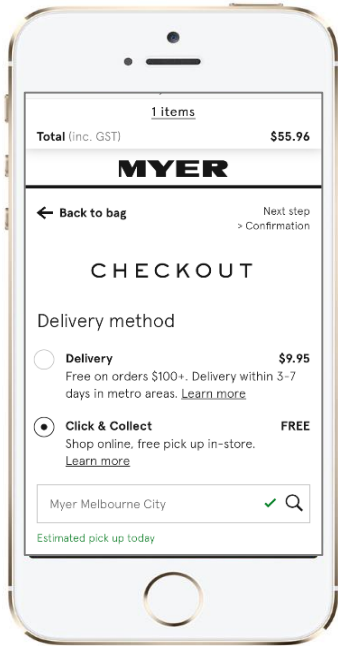 1 items
Total (inc. GST) $55.96
MYER
← Back to bag Next step
> Confirmation
CHECKOUT
Delivery method
Delivery $9.95
Free on orders $100+. Delivery within 3-7
days in metro areas. Learn more
Click & Collect FREE
Shop online, free pick up in-store.
Learn more
Myer Melbourne City
Estimated pick up today